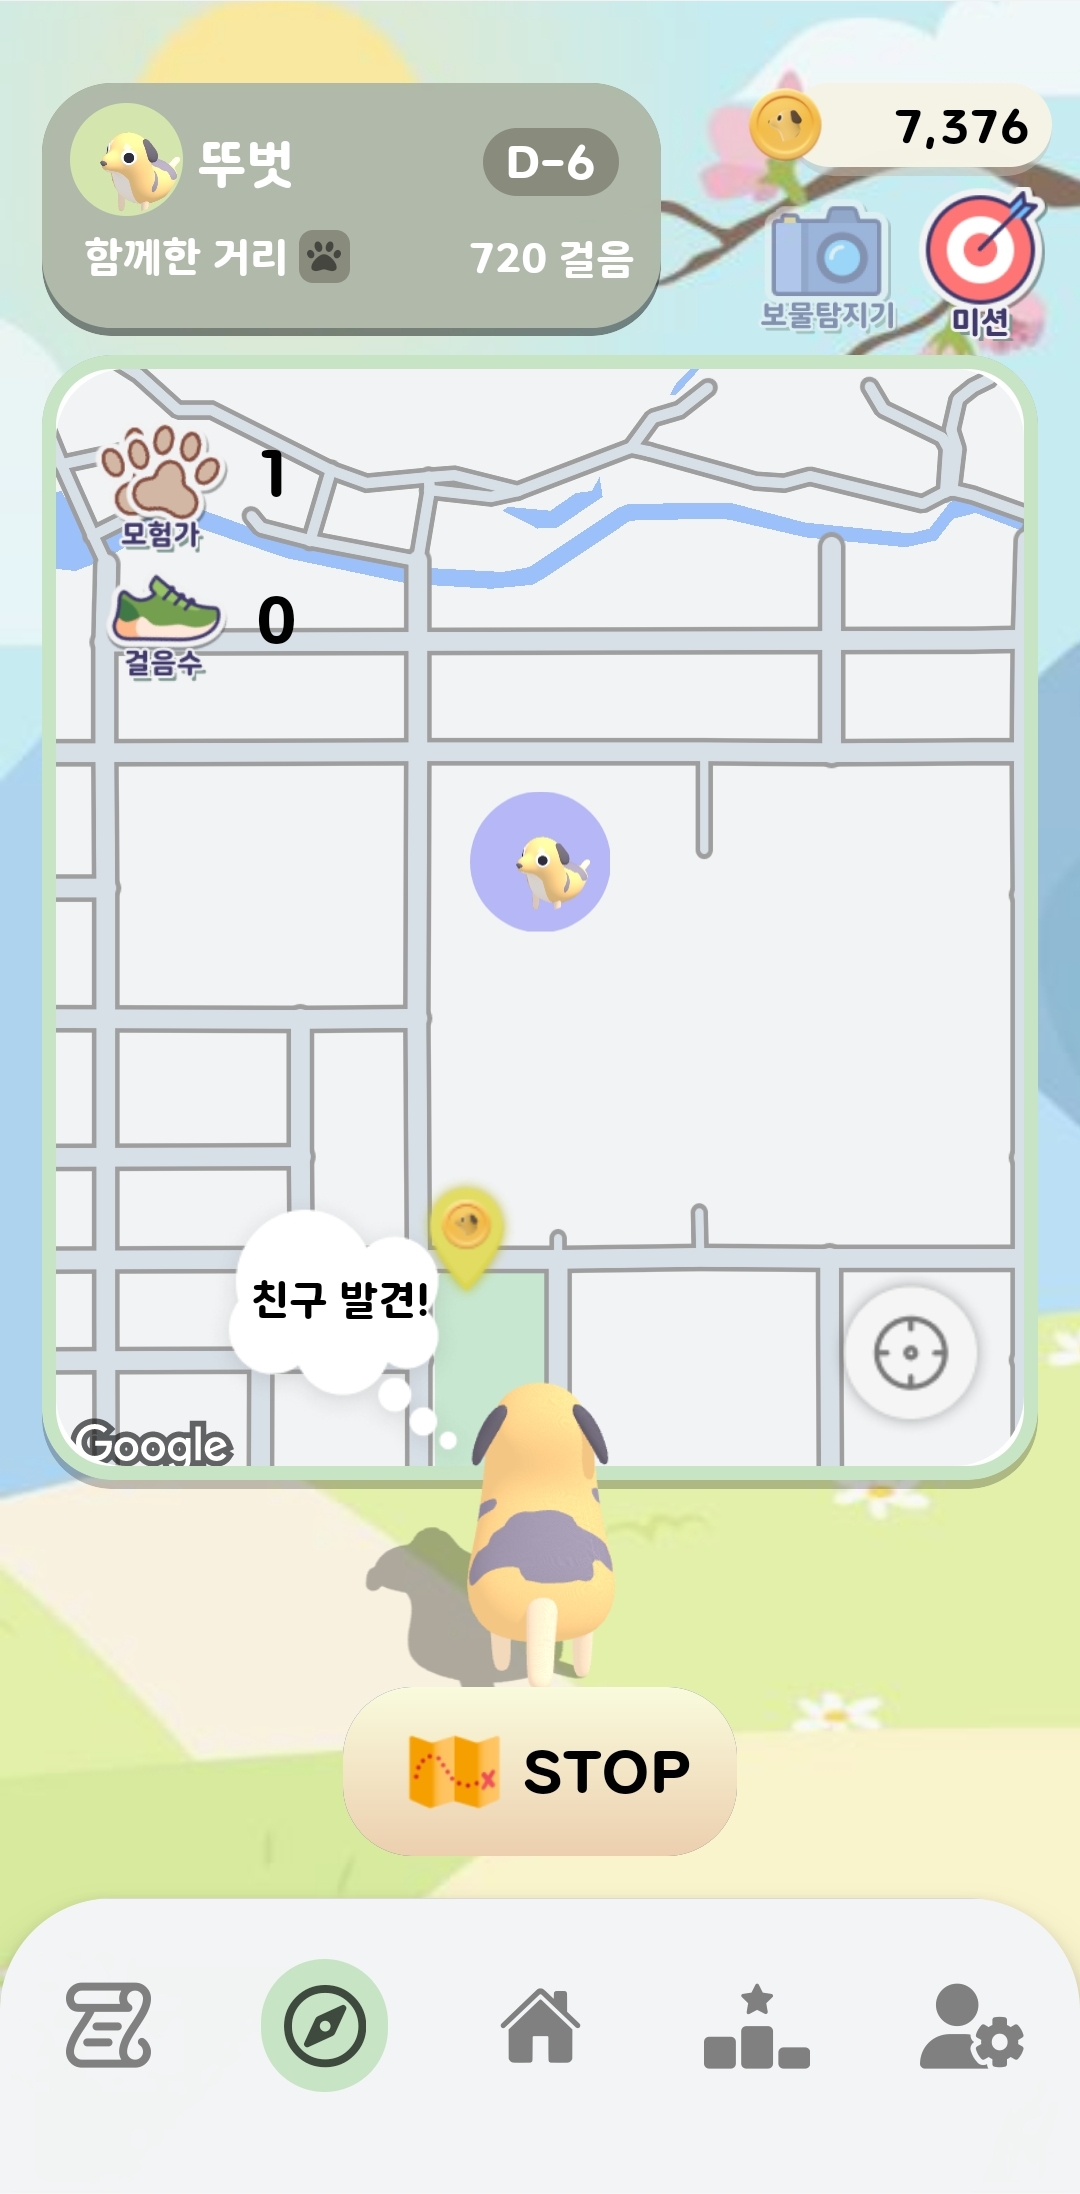 뚜벗
D-6
7,376
함께한 거리
720 걸음
보물탐지기
미션
1
모험가
0
걸음수
친구 발견!
Google
STOP